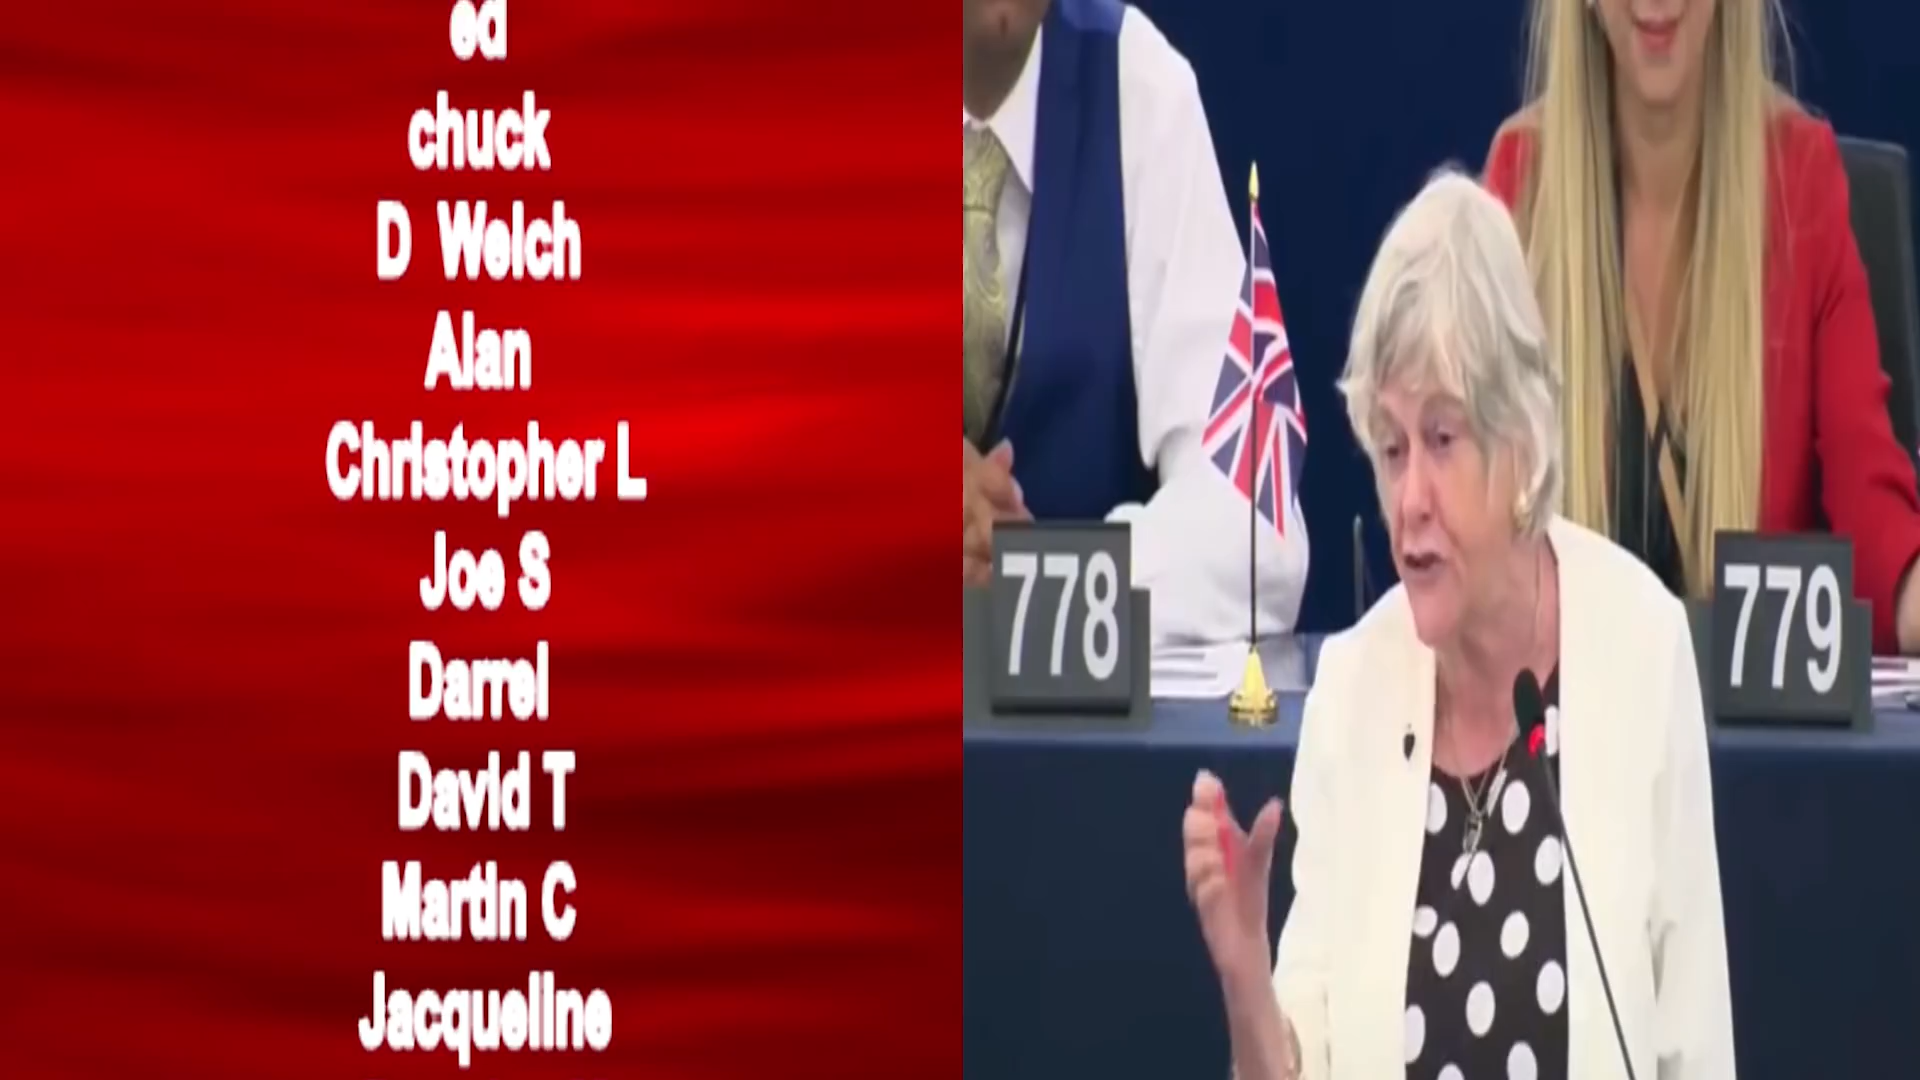 ed
chuck
D Welch
Alan
Christopher L
Joe S
Darrel
David T
Martin C
Jacqueline
778
779